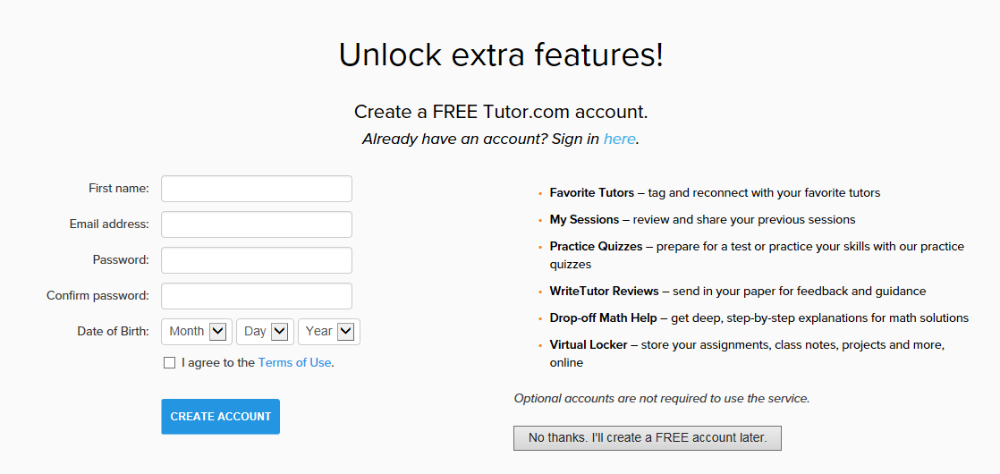 Unlock extra features!
Create a FREE Tutor.com account.
Already have an account? Sign in here.
First name:
Email address:
Password:
Confirm password:
Date of Birth: Month Day Year
I agree to the Terms of Use.
CREATE ACCOUNT
• Favorite Tutors – tag and reconnect with your favorite tutors
• My Sessions – review and share your previous sessions
• Practice Quizzes – prepare for a test or practice your skills with our practice
quizzes
• WriteTutor Reviews – send in your paper for feedback and guidance
• Drop-off Math Help – get deep, step-by-step explanations for math solutions
• Virtual Locker – store your assignments, class notes, projects and more,
online
Optional accounts are not required to use the service.
No thanks. I'll create a FREE account later.